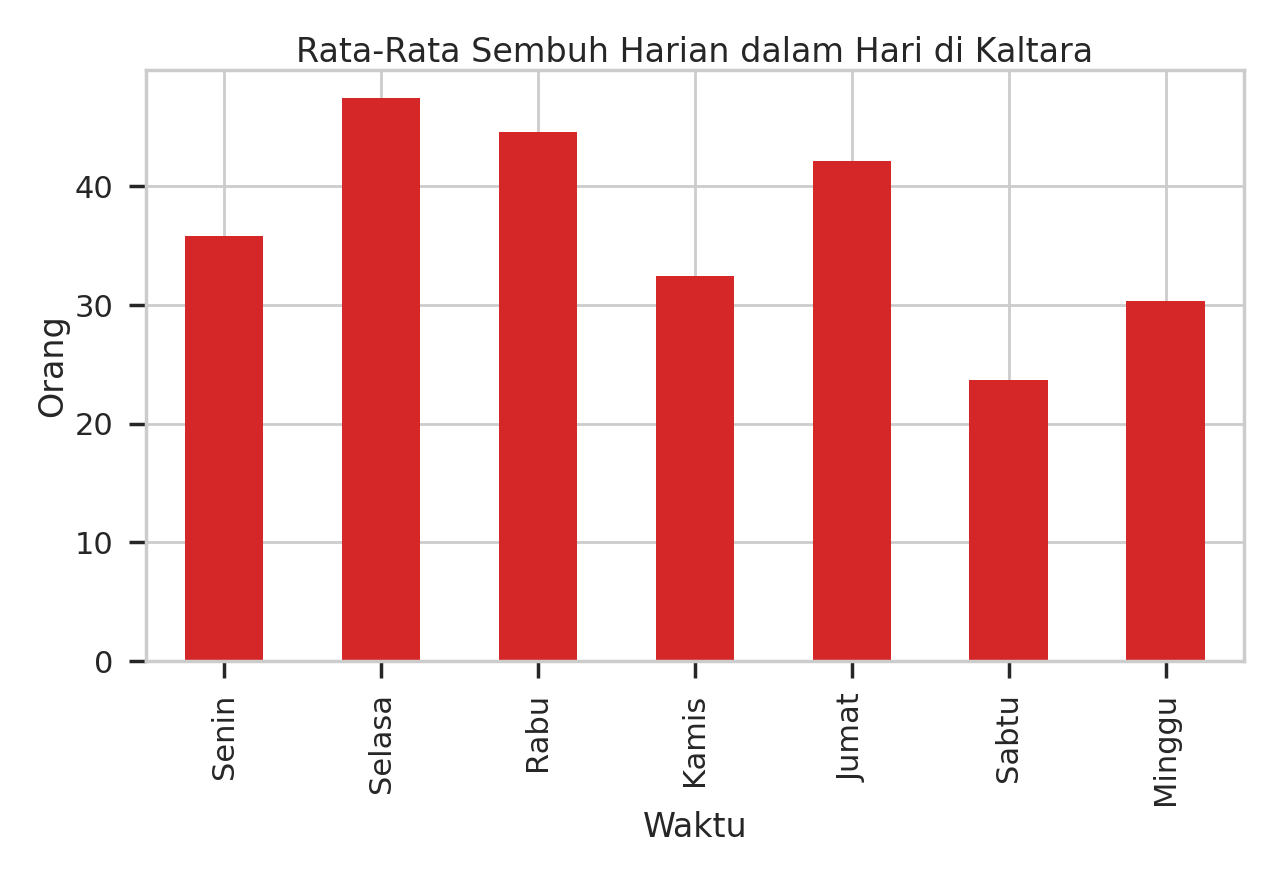 Rata-Rata Sembuh Harian dalam Hari di Kaltara
Orang
40
30
20
10
0
Senin
Selasa
Rabu
Kamis
Jumat
Sabtu
Minggu
Waktu